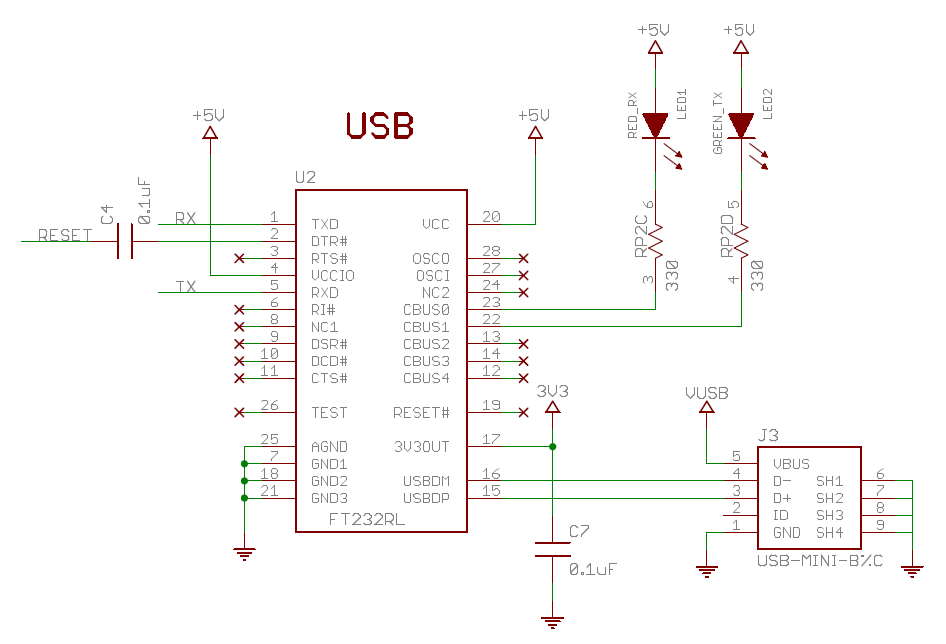 +5V +5V
RED_RX LED1 GREEN_TX LED2
+5V USB +5V
U2
C4 0.1uF
RX 1 TXD VCC 20
RESET 2 DTR#
3 RTS# OSCO 28
4 VCCIO OSCI 27
TX 5 RXD NC2 24
6 RI# CBUS0 23
8 NC1 CBUS1 22
9 DSR# CBUS2 13
10 DCD# CBUS3 14
11 CTS# CBUS4 12
26 TEST RESET# 19
25 AGND 3V3OUT 17
7 GND1
18 GND2 USBDM 16
21 GND3 USBDP 15
FT232RL
6 RP2C 3 330
5 RP2D 4 330
3V3
C7
0.1uF
VUSB
J3
5 VBUS
4 D- SH1 6
3 D+ SH2 7
2 ID SH3 8
1 GND SH4 9
USB-MINI-B%C